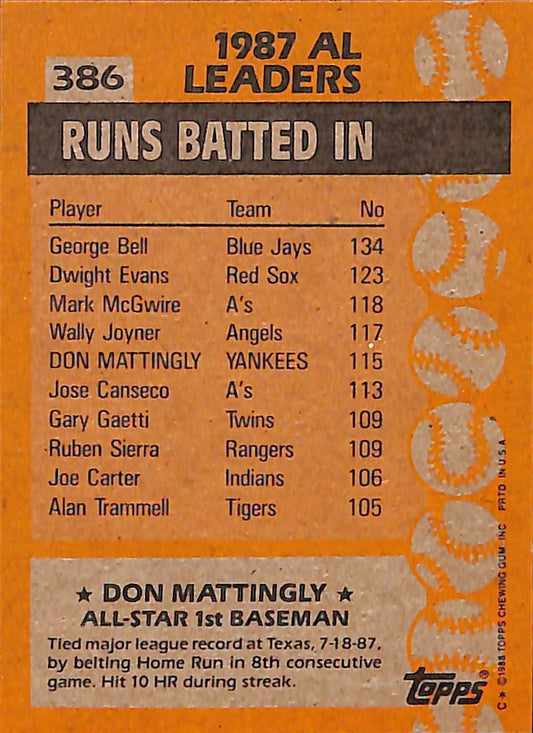 386
1987 AL
LEADERS
RUNS BATTED IN
Player Team No
George Bell Blue Jays 134
Dwight Evans Red Sox 123
Mark McGwire A's 118
Wally Joyner Angels 117
DON MATTINGLY YANKEES 115
Jose Canseco A's 113
Gary Gaetti Twins 109
Ruben Sierra Rangers 109
Joe Carter Indians 106
Alan Trammell Tigers 105
★ DON MATTINGLY ★
ALL-STAR 1st BASEMAN
Tied major league record at Texas, 7-18-87,
by belting Home Run in 8th consecutive
game. Hit 10 HR during streak.
Topps®
C* ©1988 TOPPS CHEWING GUM, INC PRTD. IN U.S.A